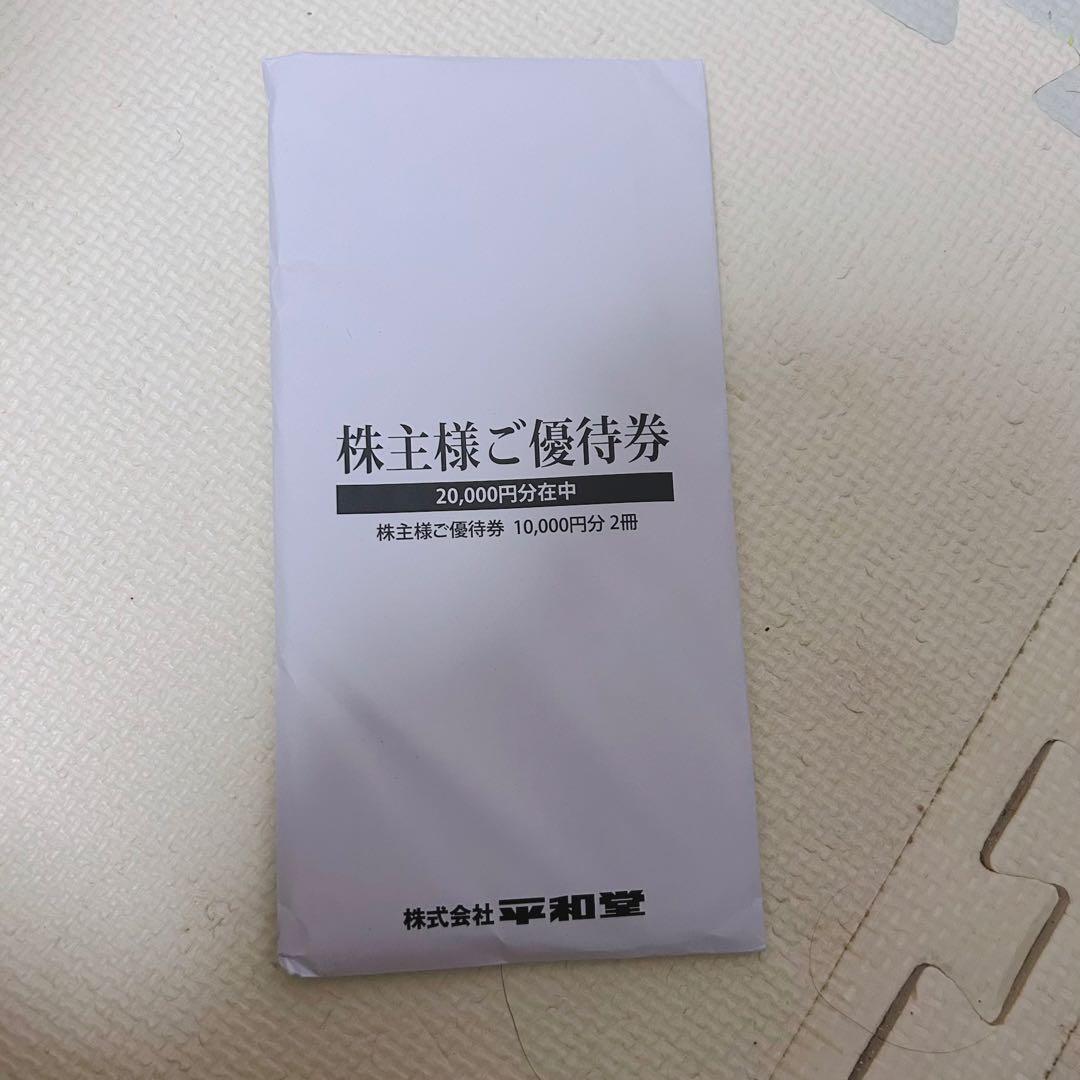 株主様ご優待券
20,000円分在中
株主様ご優待券 10,000円分 2冊
株式会社 平和堂